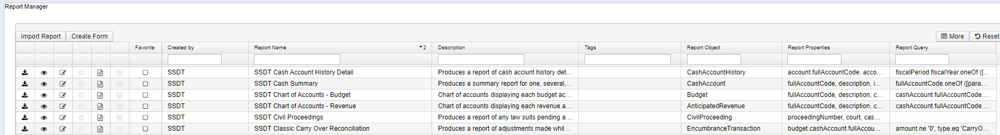 Report Manager
Import Report Create Form More Reset
Favorite Created by Report Name 2 Description Tags Report Object Report Properties Report Query
SSDT SSDT Cash Account History Detail Produces a report of cash acciunt history det... CashAccountHistory account.fullAccountCode, acco... fiscalPeriod.fiscalYear.oneOf ([...
SSDT SSDT Cash Summary Produces a summary report for one, several,... CashAccount fullAccountCode, description, i... fullAccountCode.oneOf ([para...
SSDT SSDT Chart of Accounts - Budget Chart of accounts displaying each budget ac... Budget fullAccountCode, description, c... cashAccount.fullAccountCode....
SSDT SSDT Chart of Accounts - Revenue Chart of accounts displaying each revenue a... AnticipatedRevenue fullAccountCode, description, c... cashAccount.fullAccountCode....
SSDT SSDT Civil Proceedings Produces a report of any law suits pending a... CivilProceeding proceedingNumber, court, cas...
SSDT SSDT Classic Carry Over Reconciliation Produces a report of adjustments made whil... EncumbranceTransaction budget.cashAccount.fullAccou... amount.ne '0', type.eq 'CarryO...